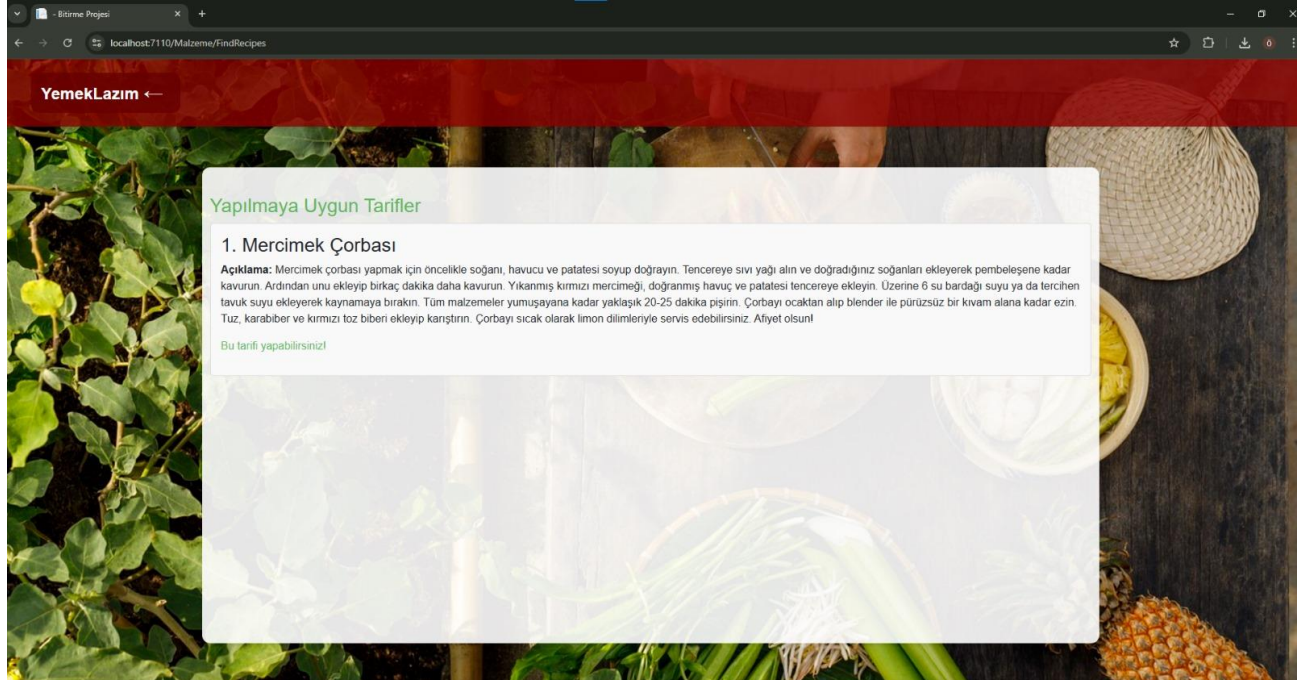 - Bitirme Projesi
localhost:7110/Malzeme/FindRecipes
ö
YemekLazım ←
Yapılmaya Uygun Tarifler
1. Mercimek Çorbası
Açıklama: Mercimek çorbası yapmak için öncelikle soğanı, havucu ve patatesi soyup doğrayın. Tencereye sıvı yağı alın ve doğradığınız soğanları ekleyerek pembeleşene kadar
kavurun. Ardından unu ekleyip birkaç dakika daha kavurun. Yıkanmış kırmızı mercimeği, doğranmış havuç ve patatesi tencereye ekleyin. Üzerine 6 su bardağı suyu ya da tercihen
tavuk suyu ekleyerek kaynamaya bırakın. Tüm malzemeler yumuşayana kadar yaklaşık 20-25 dakika pişirin. Çorbayı ocaktan alıp blender ile pürüzsüz bir kıvam alana kadar ezin.
Tuz, karabiber ve kırmızı toz biberi ekleyip karıştırın. Çorbayı sıcak olarak limon dilimleriyle servis edebilirsiniz. Afiyet olsun!
Bu tarifi yapabilirsiniz!